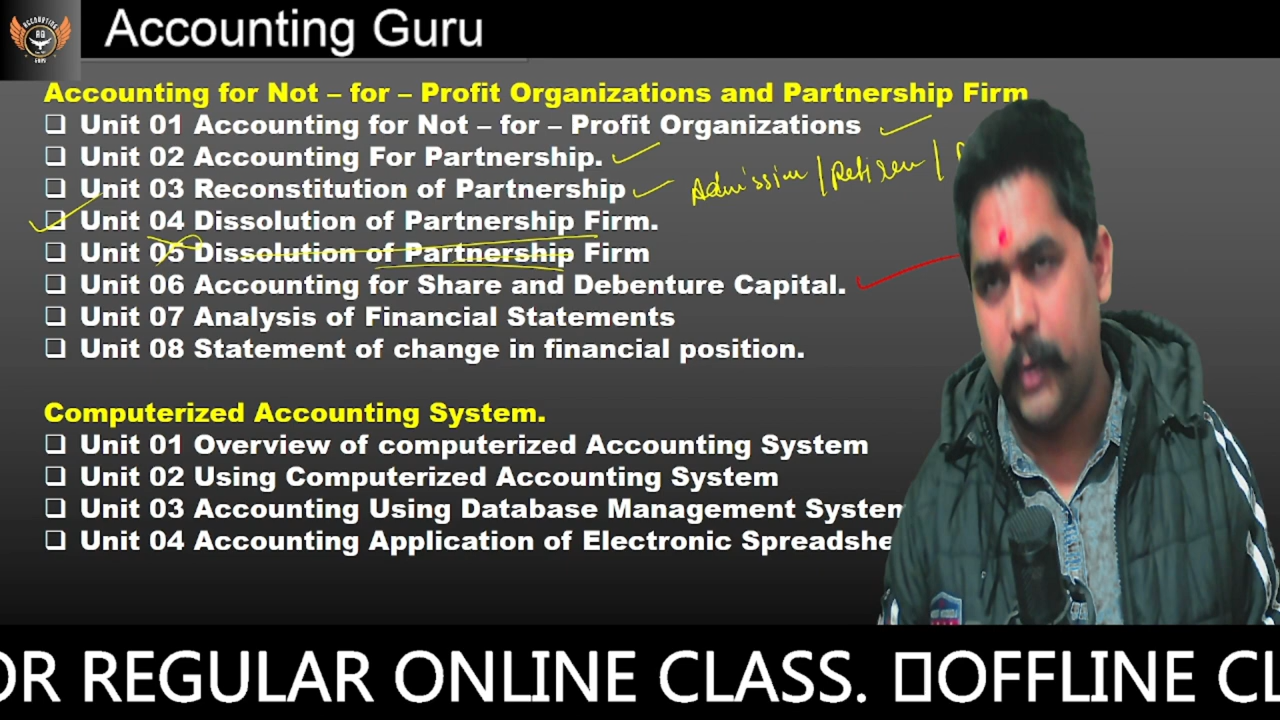 Accounting Guru
Accounting for Not – for – Profit Organizations and Partnership Firm
❑ Unit 01 Accounting for Not – for – Profit Organizations
❑ Unit 02 Accounting For Partnership.
❑ Unit 03 Reconstitution of Partnership Admission / Retirem /
❑ Unit 04 Dissolution of Partnership Firm.
❑ Unit 05 Dissolution of Partnership Firm
❑ Unit 06 Accounting for Share and Debenture Capital.
❑ Unit 07 Analysis of Financial Statements
❑ Unit 08 Statement of change in financial position.
Computerized Accounting System.
❑ Unit 01 Overview of computerized Accounting System
❑ Unit 02 Using Computerized Accounting System
❑ Unit 03 Accounting Using Database Management System
❑ Unit 04 Accounting Application of Electronic Spreadshe
OR REGULAR ONLINE CLASS. ▯OFFLINE CL